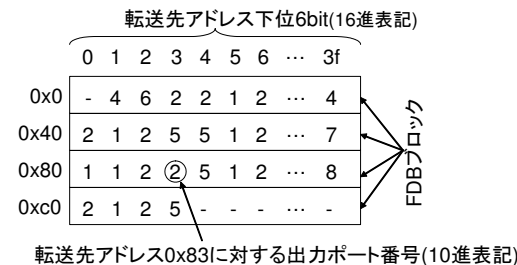 転送先アドレス下位6bit(16進表記)
0 1 2 3 4 5 6 … 3f
0x0 - 4 6 2 2 1 2 … 4
0x40 2 1 2 5 5 1 2 … 7
0x80 1 1 2 2 5 1 2 … 8
0xc0 2 1 2 5 - - - … -
FDBブロック
転送先アドレス0x83に対する出力ポート番号(10進表記)